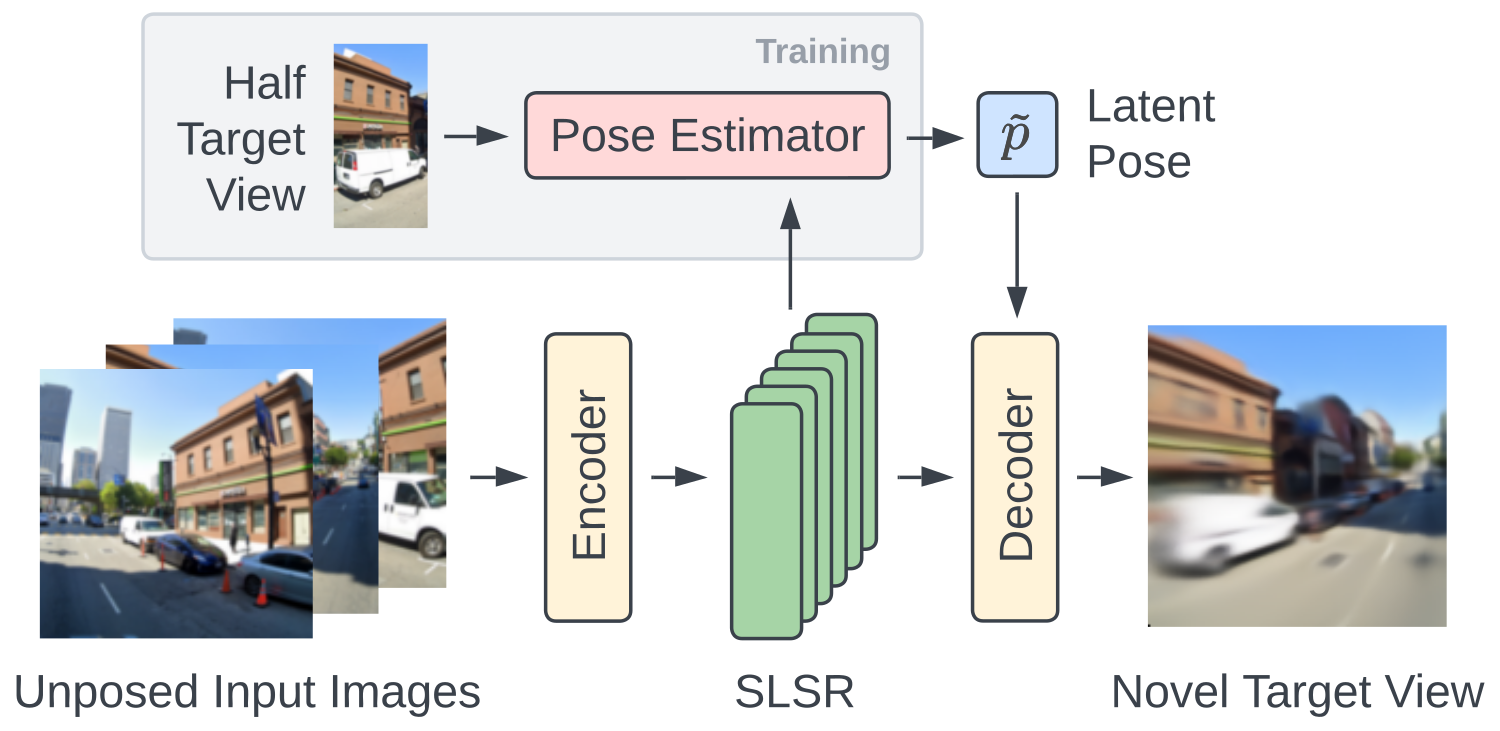 Training
Half
Target
View
Pose Estimator
p̃
Latent
Pose
Encoder
Decoder
Unposed Input Images
SLSR
Novel Target View